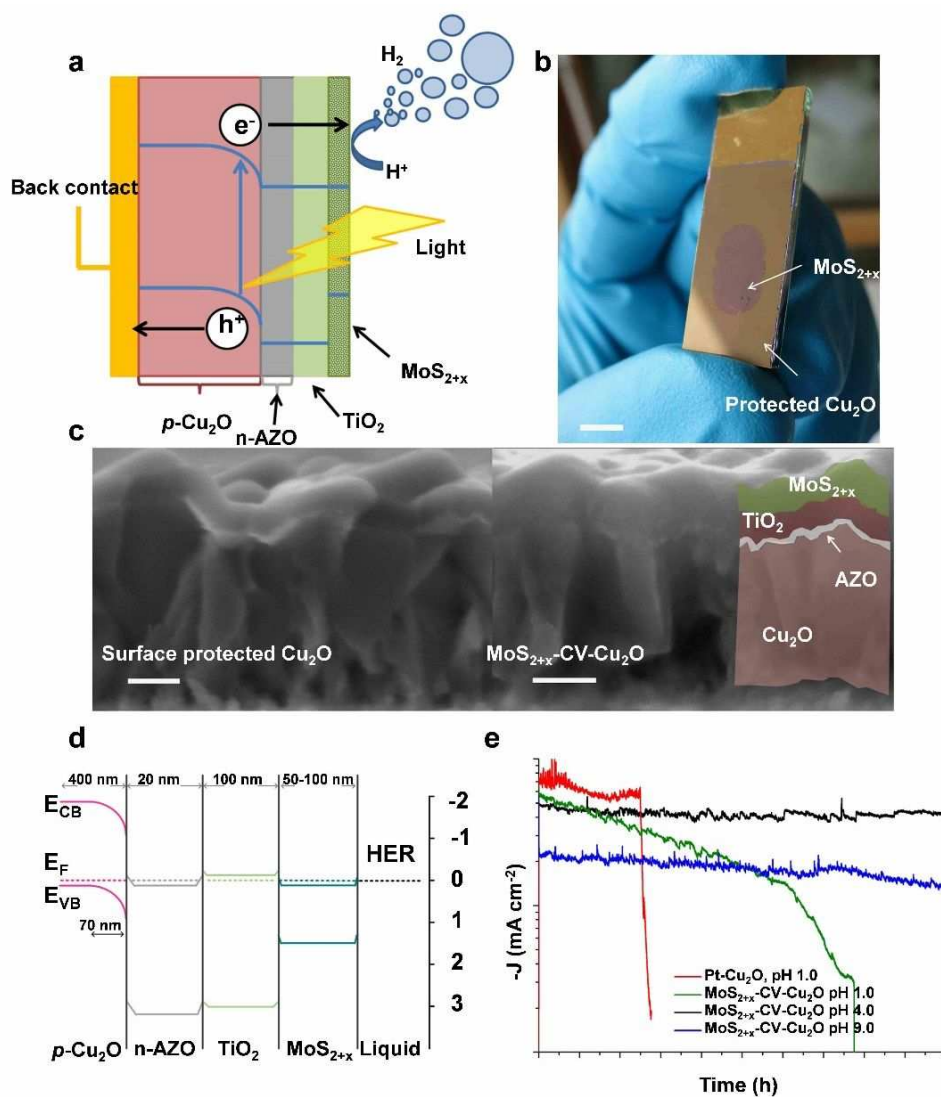 a
H₂
e⁻
H⁺
Back contact
Light
h⁺
MoS₂₊ₓ
TiO₂
p-Cu₂O
n-AZO
b
MoS₂₊ₓ
Protected Cu₂O
c
MoS₂₊ₓ
TiO₂
AZO
Cu₂O
Surface protected Cu₂O
MoS₂₊ₓ-CV-Cu₂O
d
400 nm 20 nm 100 nm 50-100 nm
E_CB
-2
-1
HER
E_F
0
E_VB
70 nm
1
2
3
p-Cu₂O n-AZO TiO₂ MoS₂₊ₓ Liquid
e
-J (mA cm⁻²)
Pt-Cu₂O, pH 1.0
MoS₂₊ₓ-CV-Cu₂O pH 1.0
MoS₂₊ₓ-CV-Cu₂O pH 4.0
MoS₂₊ₓ-CV-Cu₂O pH 9.0
Time (h)